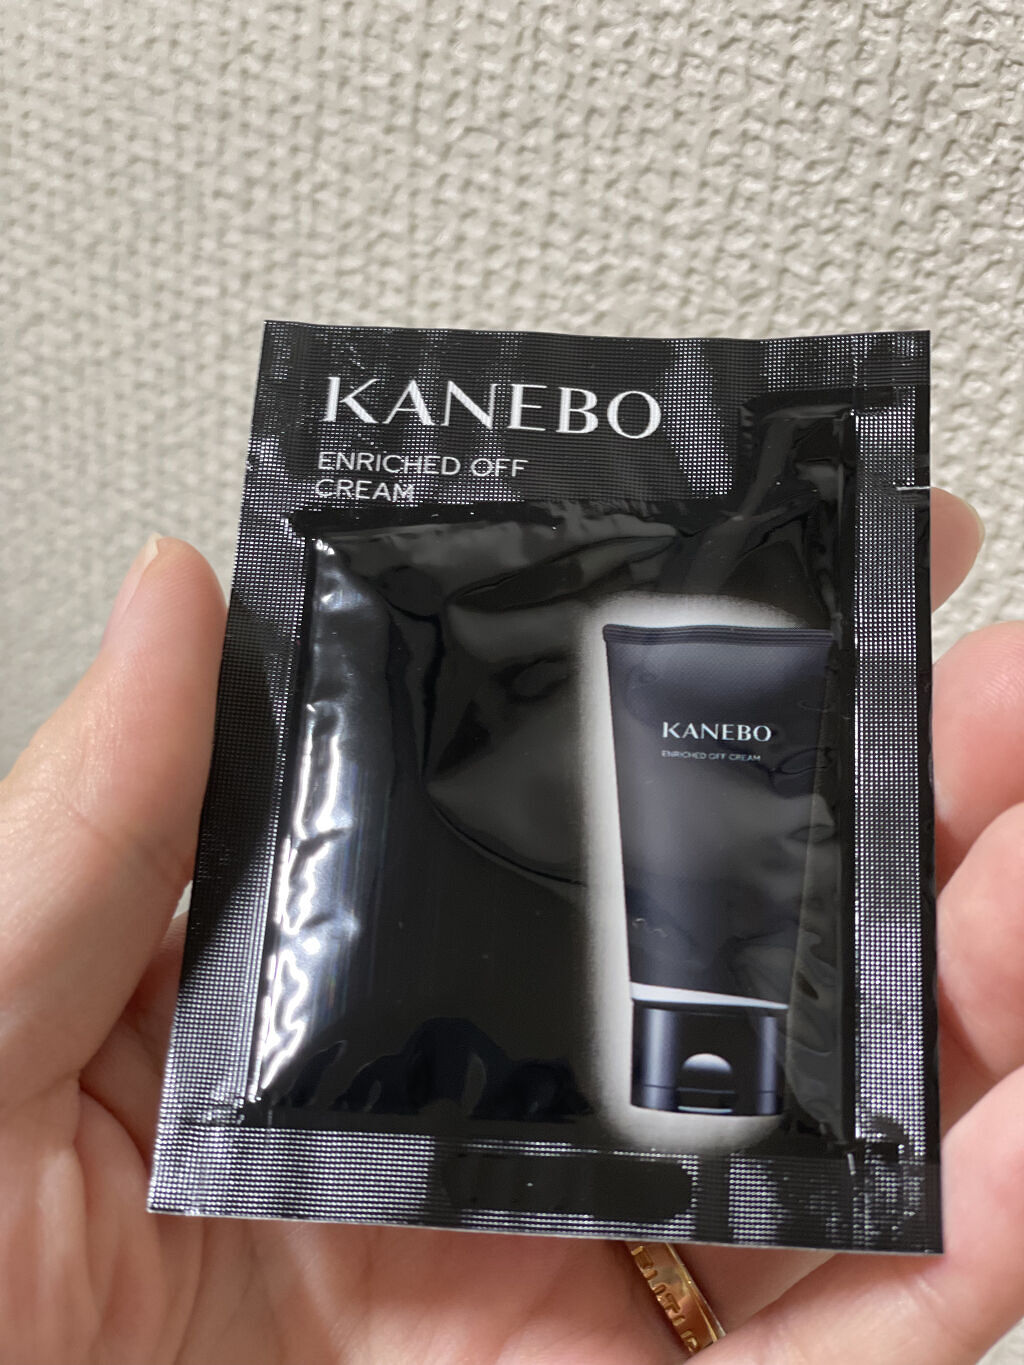 KANEBO
ENRICHED OFF
CREAM
KANEBO
ENRICHED OFF CREAM